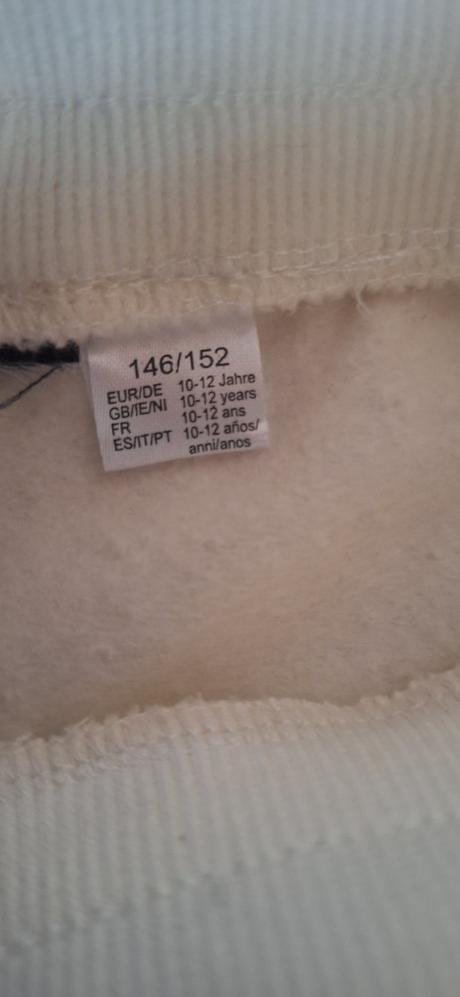 146/152
EUR/DE 10-12 Jahre
GB/IE/NI 10-12 years
FR 10-12 ans
ES/IT/PT 10-12 años/
anni/anos